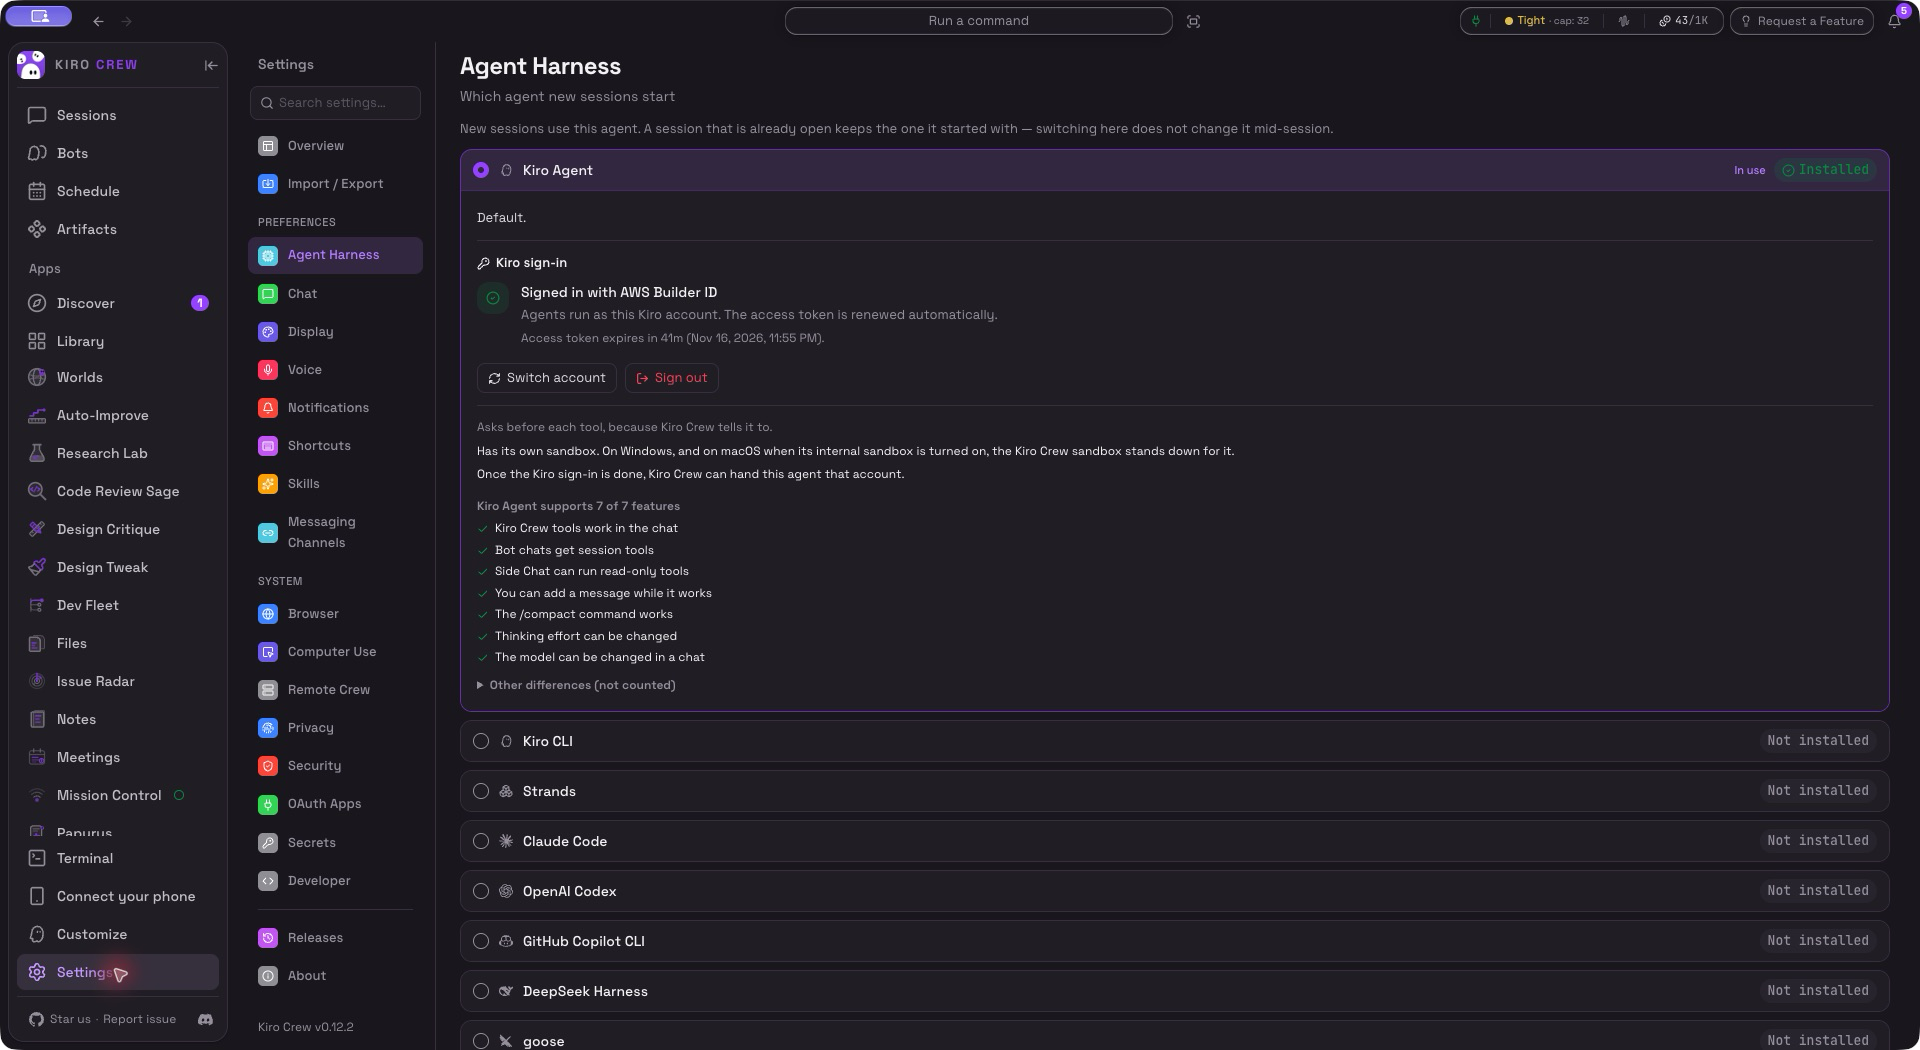 Run a command
Tight · cap: 32
43/1K
Request a Feature
5
KIRO CREW
Sessions
Bots
Schedule
Artifacts
Apps
Discover
1
Library
Worlds
Auto-Improve
Research Lab
Code Review Sage
Design Critique
Design Tweak
Dev Fleet
Files
Issue Radar
Notes
Meetings
Mission Control
Papyrus
Terminal
Connect your phone
Customize
Settings
Star us · Report issue
Settings
Search settings...
Overview
Import / Export
PREFERENCES
Agent Harness
Chat
Display
Voice
Notifications
Shortcuts
Skills
Messaging
Channels
SYSTEM
Browser
Computer Use
Remote Crew
Privacy
Security
OAuth Apps
Secrets
Developer
Releases
About
Kiro Crew v0.12.2
Agent Harness
Which agent new sessions start
New sessions use this agent. A session that is already open keeps the one it started with — switching here does not change it mid-session.
Kiro Agent
In use
Installed
Default.
Kiro sign-in
Signed in with AWS Builder ID
Agents run as this Kiro account. The access token is renewed automatically.
Access token expires in 41m (Nov 16, 2026, 11:55 PM).
Switch account
Sign out
Asks before each tool, because Kiro Crew tells it to.
Has its own sandbox. On Windows, and on macOS when its internal sandbox is turned on, the Kiro Crew sandbox stands down for it.
Once the Kiro sign-in is done, Kiro Crew can hand this agent that account.
Kiro Agent supports 7 of 7 features
Kiro Crew tools work in the chat
Bot chats get session tools
Side Chat can run read-only tools
You can add a message while it works
The /compact command works
Thinking effort can be changed
The model can be changed in a chat
Other differences (not counted)
Kiro CLI
Not installed
Strands
Not installed
Claude Code
Not installed
OpenAI Codex
Not installed
GitHub Copilot CLI
Not installed
DeepSeek Harness
Not installed
goose
Not installed